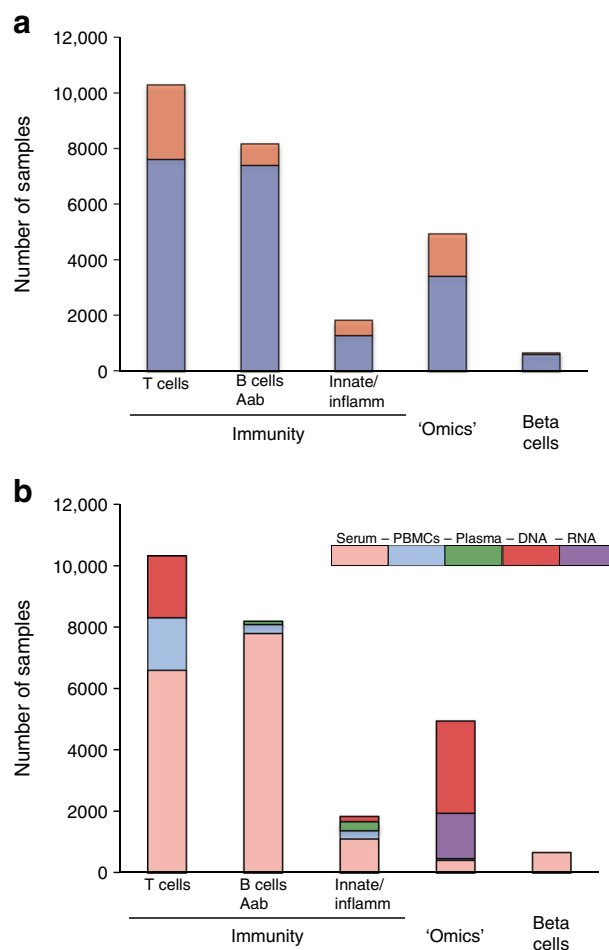 a
Number of samples
12,000
10,000
8000
6000
4000
2000
0
T cells
B cells
Aab
Innate/
inflamm
Immunity
‘Omics’
Beta
cells
b
Number of samples
12,000
10,000
8000
6000
4000
2000
0
Serum – PBMCs – Plasma – DNA – RNA
T cells
B cells
Aab
Innate/
inflamm
Immunity
‘Omics’
Beta
cells